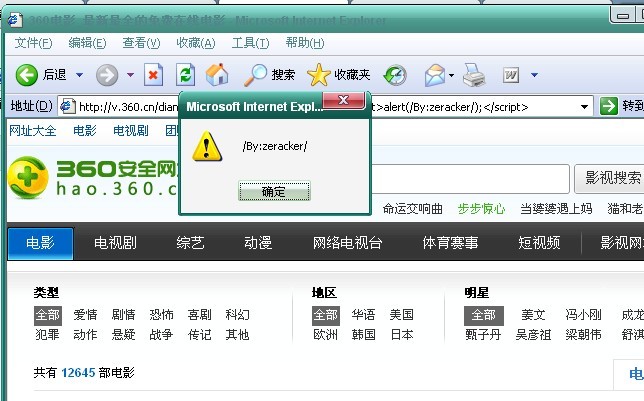 360电影-最新最全的免费在线电影 - Microsoft Internet Explorer
文件(F) 编辑(E) 查看(V) 收藏(A) 工具(T) 帮助(H)
后退 搜索 收藏夹
地址(D) http://v.360.cn/dian t>alert(/By:zeracker/);</script> 转到
Microsoft Internet Expl...
/By:zeracker/
确定
网址大全 电影 电视剧 团
360安全网
hao.360.c
影视搜索
命运交响曲 步步惊心 当婆婆遇上妈 猫和老
电影 电视剧 综艺 动漫 网络电视台 体育赛事 短视频 影视网
类型 地区 明星
全部 爱情 剧情 恐怖 喜剧 科幻 全部 华语 美国 全部 姜文 冯小刚 成龙
犯罪 动作 悬疑 战争 传记 其他 欧洲 韩国 日本 甄子丹 吴彦祖 梁朝伟 舒淇
共有 12645 部电影
电